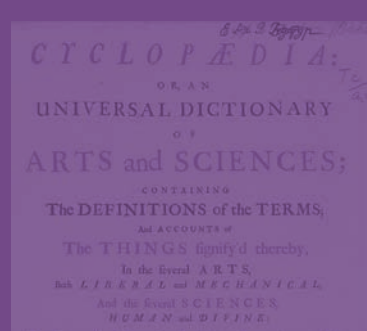 CYCLOPÆDIA:
OR, AN
UNIVERSAL DICTIONARY
OF
ARTS and SCIENCES;
CONTAINING
The DEFINITIONS of the TERMS,
And ACCOUNTS of
The THINGS ſignify'd thereby,
In the ſeveral ARTS,
Both LIBERAL and MECHANICAL,
And the ſeveral SCIENCES,
HUMAN and DIVINE: